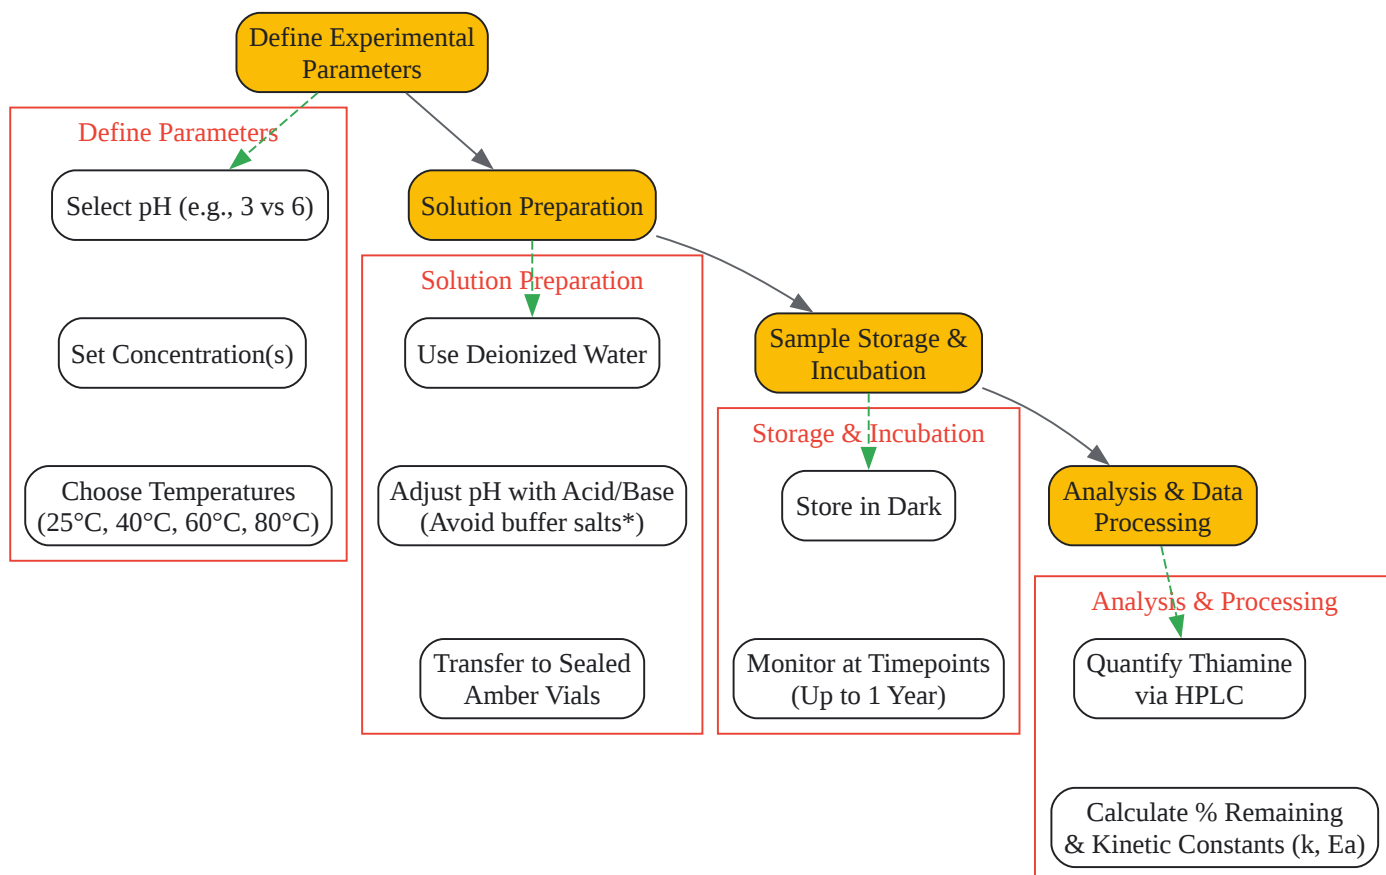 Define Experimental
Parameters
Define Parameters
Select pH (e.g., 3 vs 6)
Set Concentration(s)
Choose Temperatures
(25°C, 40°C, 60°C, 80°C)
Solution Preparation
Solution Preparation
Use Deionized Water
Adjust pH with Acid/Base
(Avoid buffer salts*)
Transfer to Sealed
Amber Vials
Sample Storage &
Incubation
Storage & Incubation
Store in Dark
Monitor at Timepoints
(Up to 1 Year)
Analysis & Data
Processing
Analysis & Processing
Quantify Thiamine
via HPLC
Calculate % Remaining
& Kinetic Constants (k, Ea)